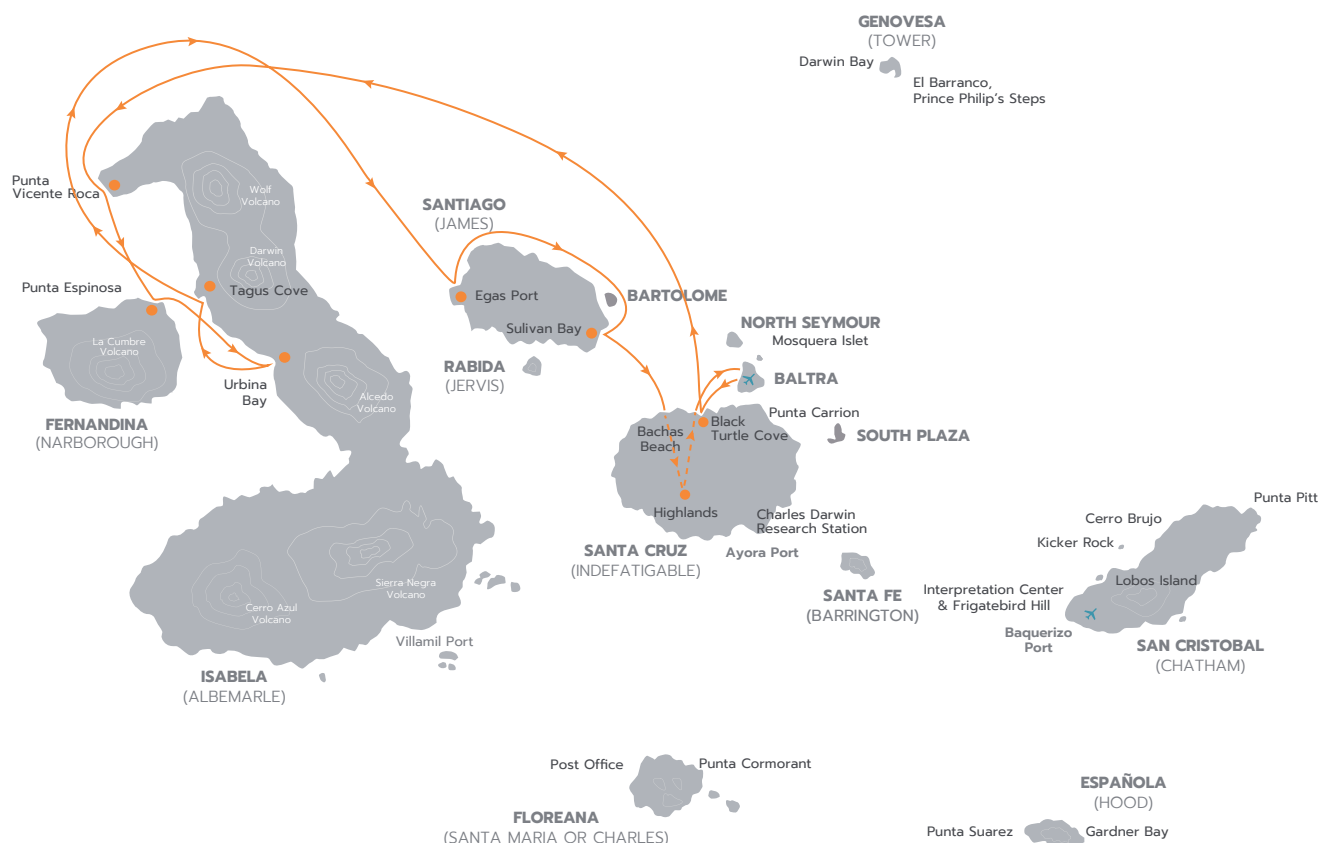 GENOVESA
(TOWER)
Darwin Bay
El Barranco,
Prince Philip's Steps
Punta
Vicente Roca
Wolf
Volcano
Darwin
Volcano
Tagus Cove
Punta Espinosa
La Cumbre
Volcano
FERNANDINA
(NARBOROUGH)
Urbina
Bay
Alcedo
Volcano
SANTIAGO
(JAMES)
Egas Port
Sulivan Bay
BARTOLOME
RABIDA
(JERVIS)
NORTH SEYMOUR
Mosquera Islet
BALTRA
Punta Carrion
SOUTH PLAZA
Black
Turtle Cove
Bachas
Beach
Highlands
Charles Darwin
Research Station
Ayora Port
SANTA CRUZ
(INDEFATIGABLE)
SANTA FE
(BARRINGTON)
Punta Pitt
Cerro Brujo
Kicker Rock
Lobos Island
Interpretation Center
& Frigatebird Hill
Baquerizo
Port
SAN CRISTOBAL
(CHATHAM)
Sierra Negra
Volcano
Cerro Azul
Volcano
Villamil Port
ISABELA
(ALBEMARLE)
Post Office
Punta Cormorant
FLOREANA
(SANTA MARIA OR CHARLES)
ESPAÑOLA
(HOOD)
Punta Suarez
Gardner Bay